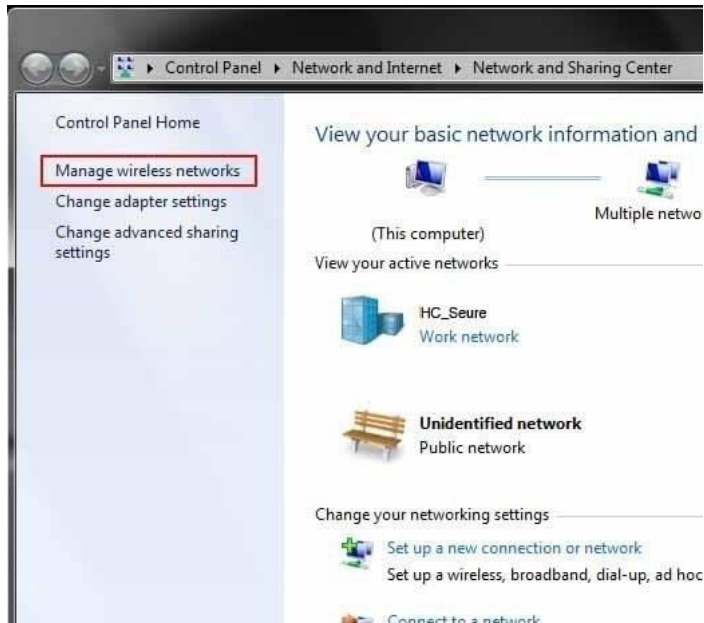 Control Panel ▸ Network and Internet ▸ Network and Sharing Center
Control Panel Home
Manage wireless networks
Change adapter settings
Change advanced sharing
settings
View your basic network information and
(This computer)
Multiple netwo
View your active networks
HC_Seure
Work network
Unidentified network
Public network
Change your networking settings
Set up a new connection or network
Set up a wireless, broadband, dial-up, ad hoc
Connect to a network